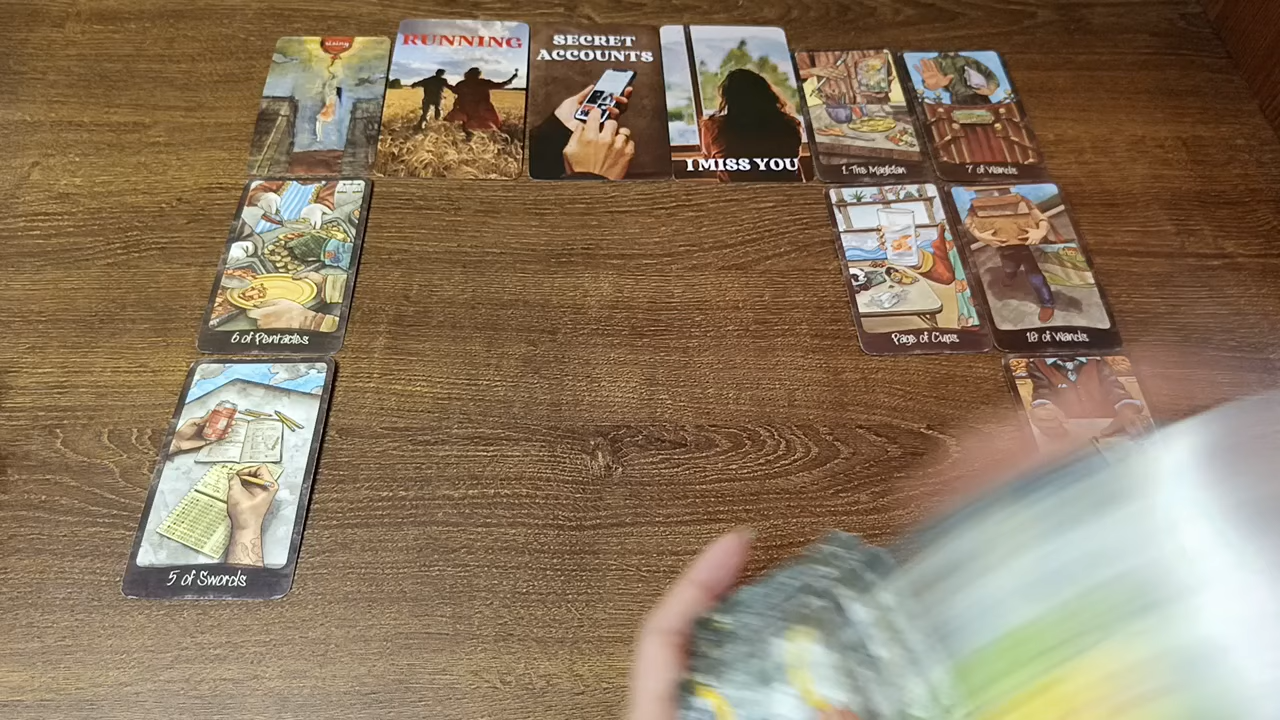 rising
RUNNING
SECRET
ACCOUNTS
I MISS YOU
1. The Magician
7 of Wands
6 of Pentacles
Page of Cups
10 of Wands
5 of Swords